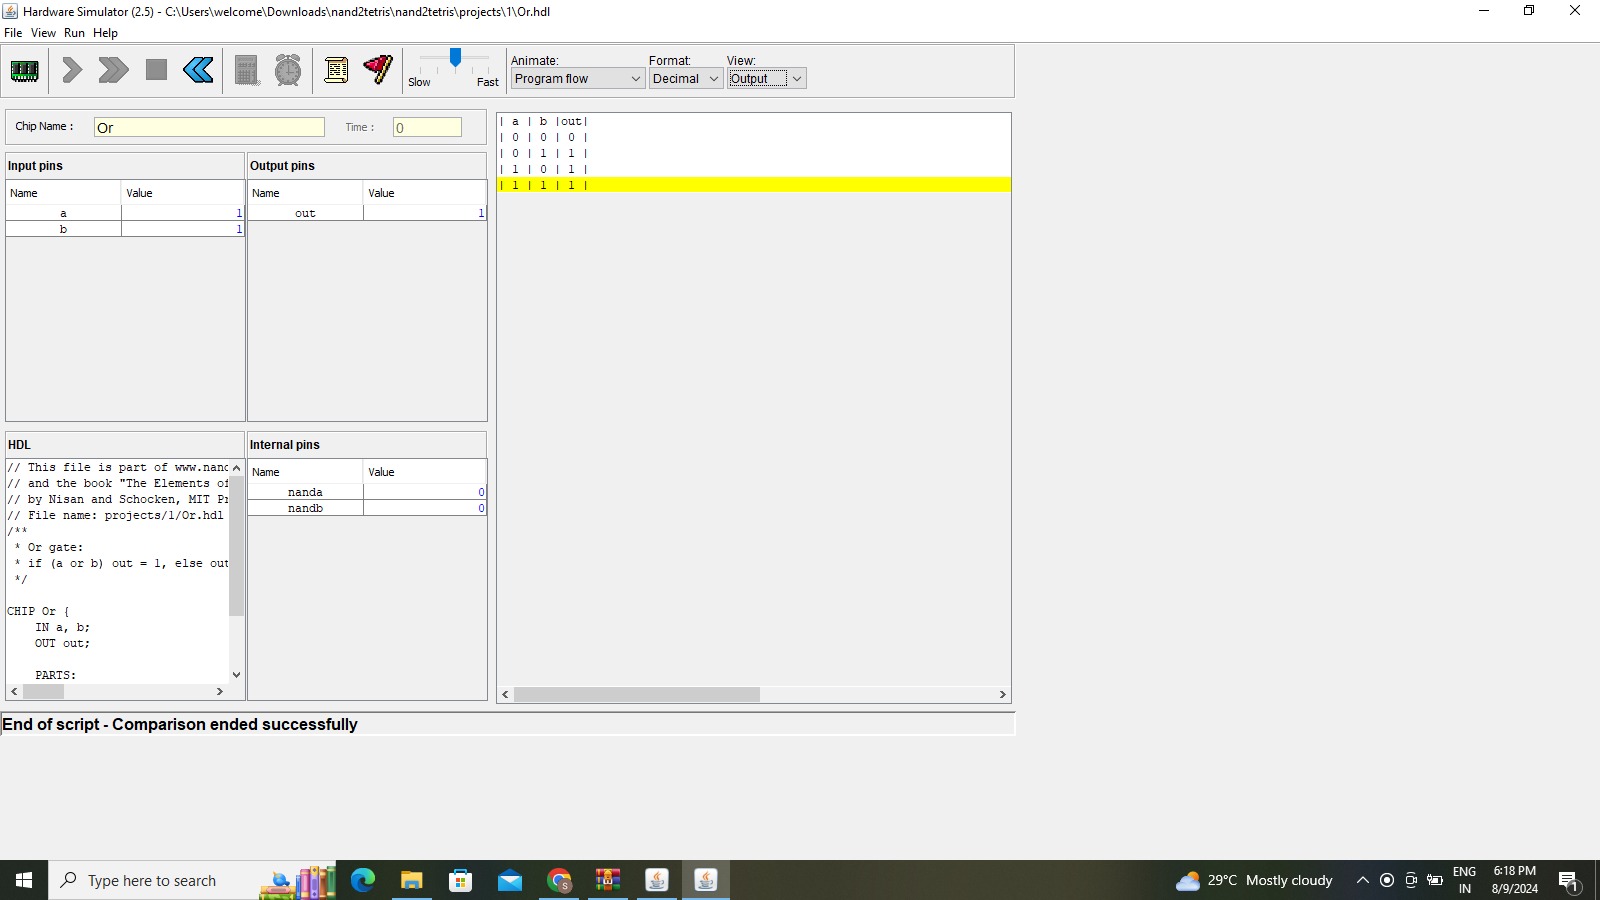 Hardware Simulator (2.5) - C:\Users\welcome\Downloads\nand2tetris\nand2tetris\projects\1\Or.hdl
File View Run Help
Slow Fast
Animate: Format: View:
Program flow Decimal Output
Chip Name : Or Time : 0
Input pins
Name Value
a 1
b 1
Output pins
Name Value
out 1
HDL
// This file is part of www.nanc
// and the book "The Elements of
// by Nisan and Schocken, MIT Pr
// File name: projects/1/Or.hdl
/**
* Or gate:
* if (a or b) out = 1, else out
*/
CHIP Or {
IN a, b;
OUT out;
PARTS:
Internal pins
Name Value
nanda 0
nandb 0
| a | b |out|
| 0 | 0 | 0 |
| 0 | 1 | 1 |
| 1 | 0 | 1 |
| 1 | 1 | 1 |
End of script - Comparison ended successfully
Type here to search
S
29°C Mostly cloudy
ENG
IN
6:18 PM
8/9/2024
1